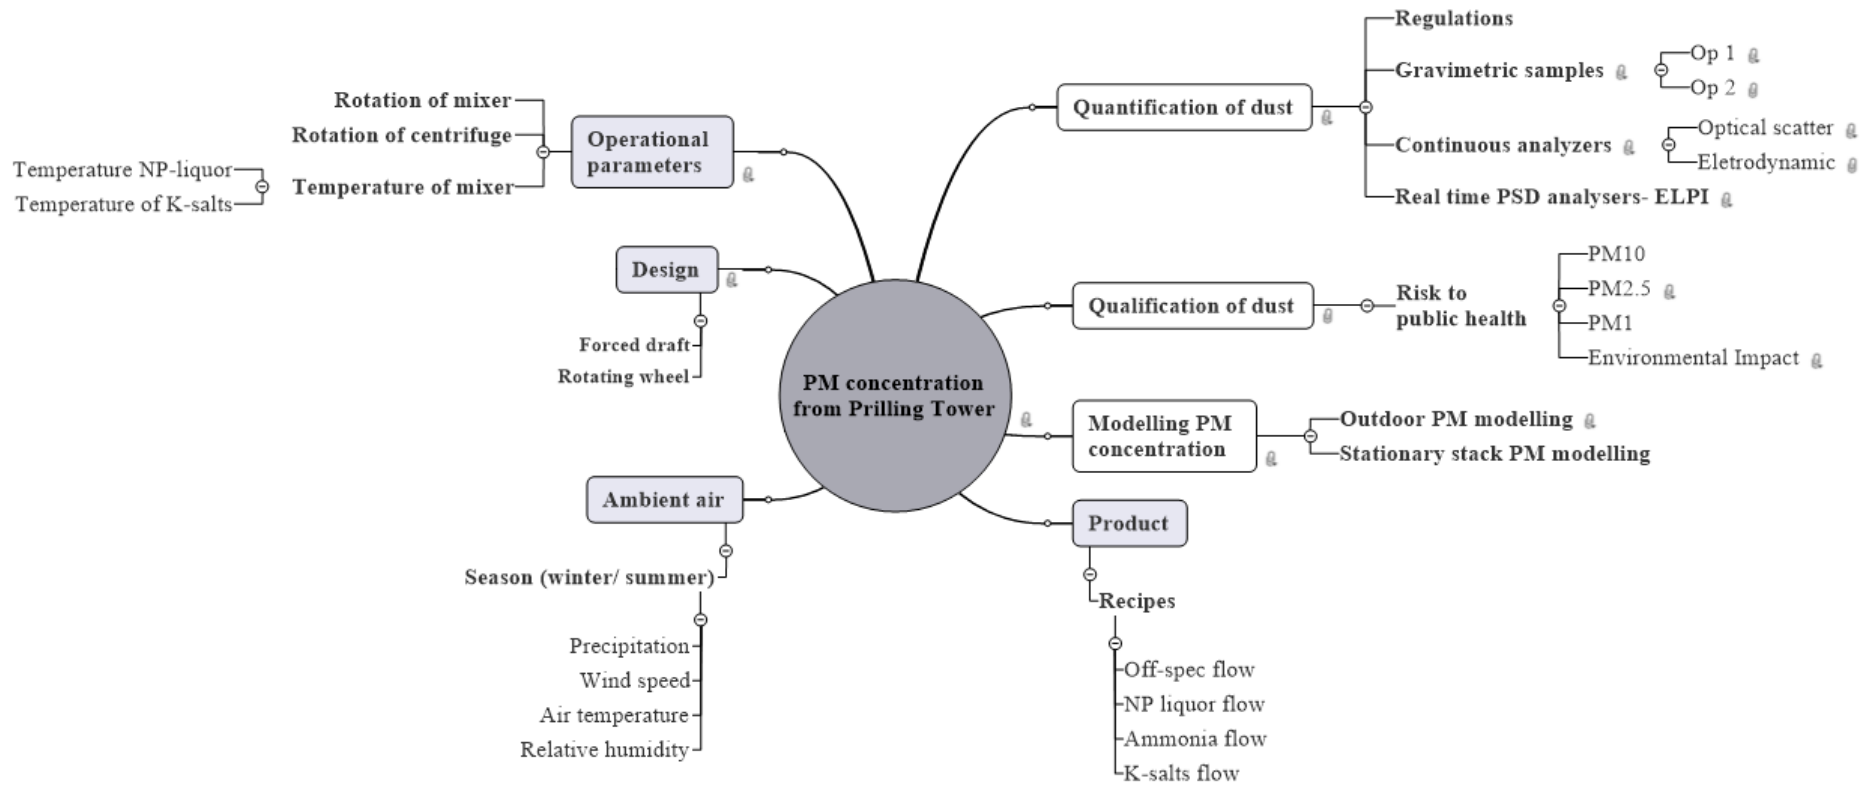 PM concentration
from Prilling Tower
Operational
parameters
Rotation of mixer
Rotation of centrifuge
Temperature of mixer
Temperature NP-liquor
Temperature of K-salts
Design
Forced draft
Rotating wheel
Ambient air
Season (winter/ summer)
Precipitation
Wind speed
Air temperature
Relative humidity
Quantification of dust
Regulations
Gravimetric samples
Op 1
Op 2
Continuous analyzers
Optical scatter
Eletrodynamic
Real time PSD analysers- ELPI
Qualification of dust
Risk to
public health
PM10
PM2.5
PM1
Environmental Impact
Modelling PM
concentration
Outdoor PM modelling
Stationary stack PM modelling
Product
Recipes
Off-spec flow
NP liquor flow
Ammonia flow
K-salts flow